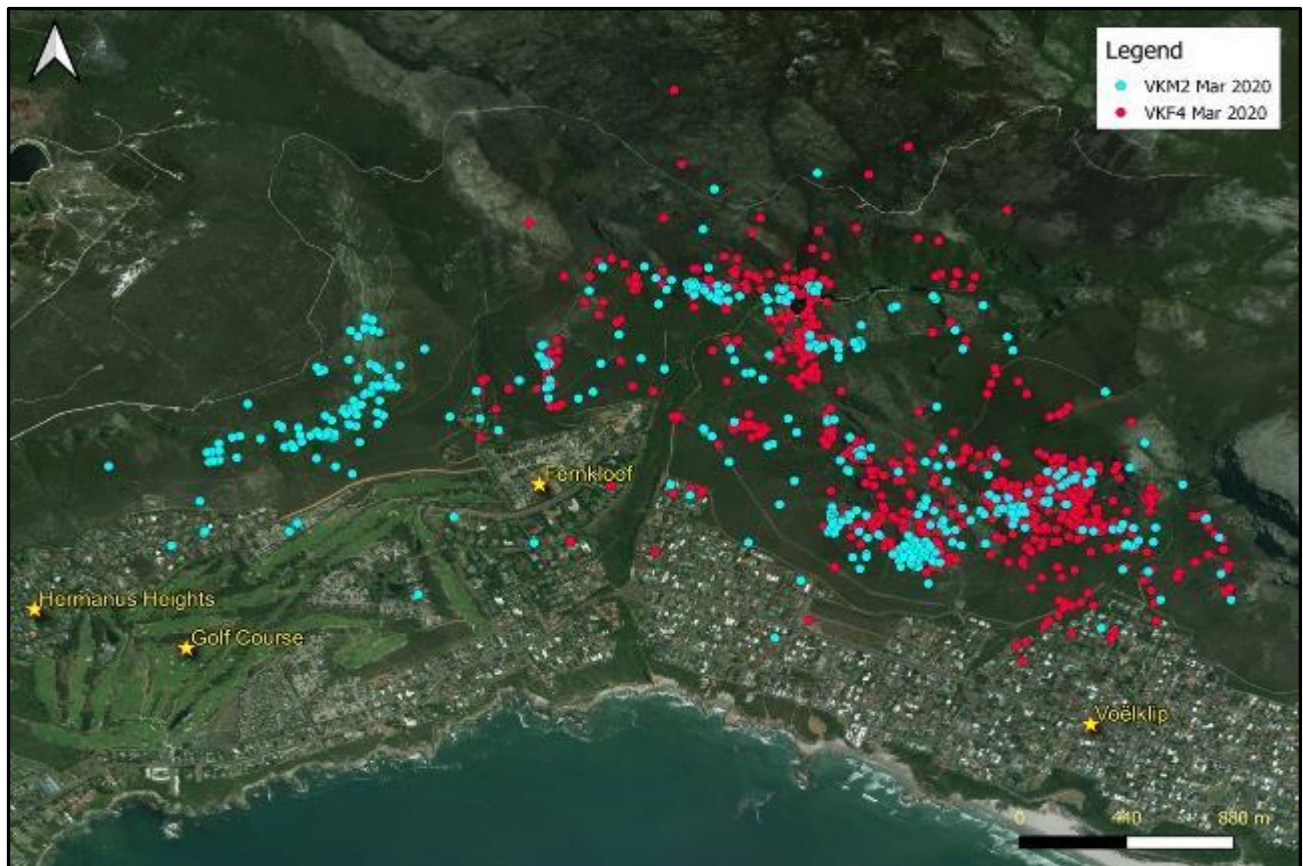 Legend
VKM2 Mar 2020
VKF4 Mar 2020
Fernkloof
Hermanus Heights
Golf Course
Voëlklip
0 440 880 m